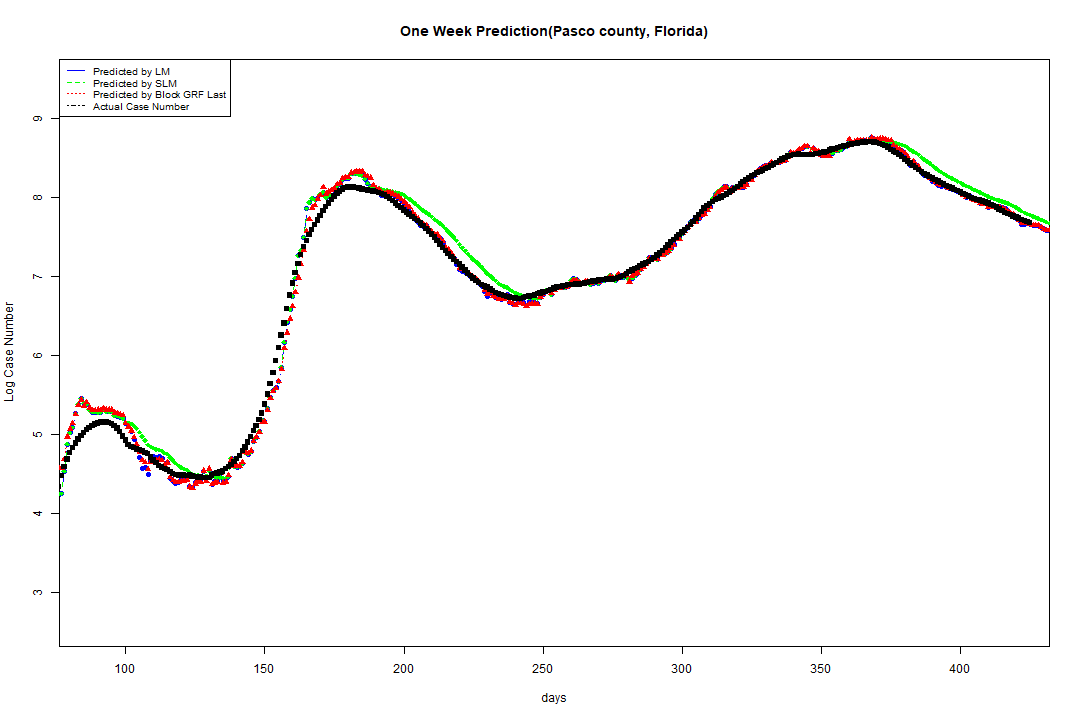 One Week Prediction(Pasco county, Florida)
Predicted by LM
Predicted by SLM
Predicted by Block GRF Last
Actual Case Number
9
8
7
6
5
4
3
Log Case Number
100 150 200 250 300 350 400
days